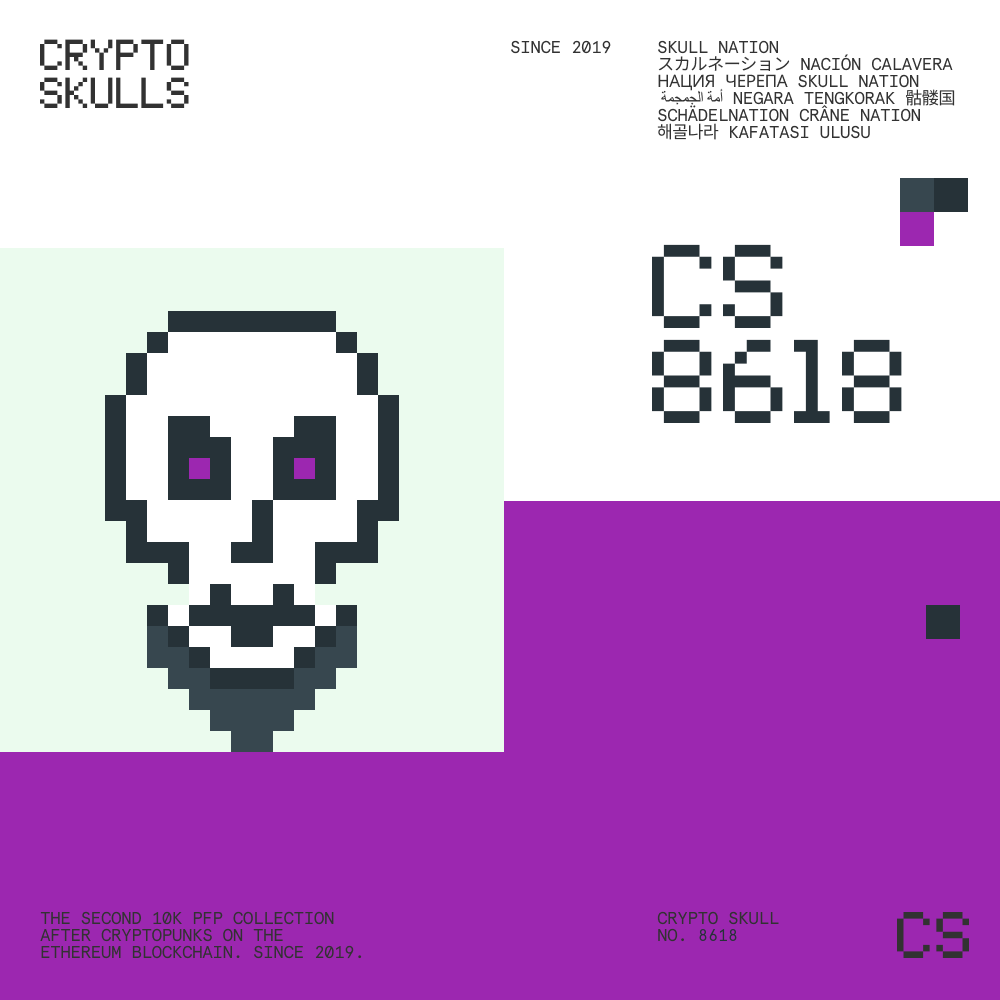 CRYPTO
SKULLS
SINCE 2019
SKULL NATION
スカルネーション NACIÓN CALAVERA
НАЦИЯ ЧЕРЕПА SKULL NATION
أمة الجمجمة NEGARA TENGKORAK 骷髅国
SCHÄDELNATION CRÂNE NATION
해골나라 KAFATASI ULUSU
CS
8618
THE SECOND 10K PFP COLLECTION
AFTER CRYPTOPUNKS ON THE
ETHEREUM BLOCKCHAIN. SINCE 2019.
CRYPTO SKULL
NO. 8618
CS